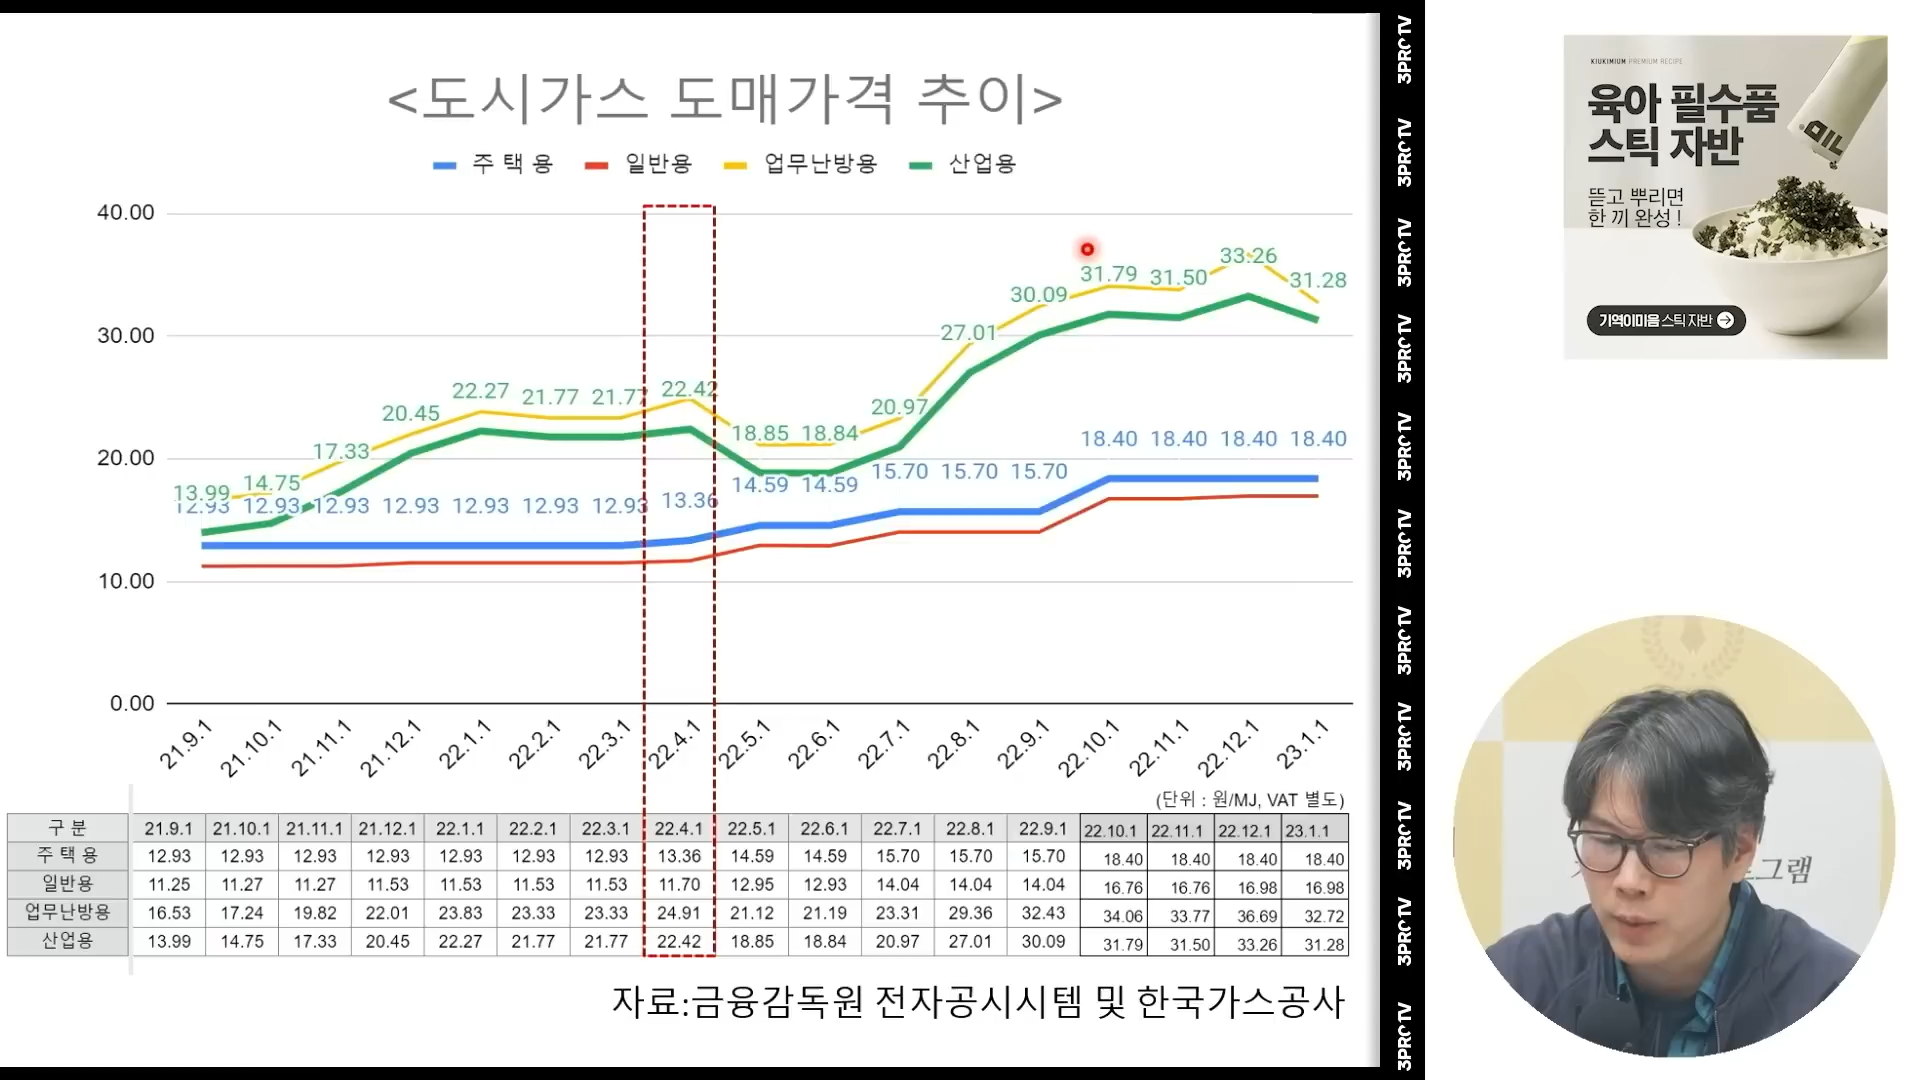 <도시가스 도매가격 추이>
주 택 용 일반용 업무난방용 산업용
40.00
30.00
20.00
10.00
0.00
13.99 14.75 17.33 20.45 22.27 21.77 21.77 22.42 18.85 18.84 20.97 27.01 30.09 31.79 31.50 33.26 31.28
12.93 12.93 12.93 12.93 12.93 12.93 12.93 13.36 14.59 14.59 15.70 15.70 15.70 18.40 18.40 18.40 18.40
21.9.1 21.10.1 21.11.1 21.12.1 22.1.1 22.2.1 22.3.1 22.4.1 22.5.1 22.6.1 22.7.1 22.8.1 22.9.1 22.10.1 22.11.1 22.12.1 23.1.1
(단위 : 원/MJ, VAT 별도)
구 분 21.9.1 21.10.1 21.11.1 21.12.1 22.1.1 22.2.1 22.3.1 22.4.1 22.5.1 22.6.1 22.7.1 22.8.1 22.9.1 22.10.1 22.11.1 22.12.1 23.1.1
주 택 용 12.93 12.93 12.93 12.93 12.93 12.93 12.93 13.36 14.59 14.59 15.70 15.70 15.70 18.40 18.40 18.40 18.40
일반용 11.25 11.27 11.27 11.53 11.53 11.53 11.53 11.70 12.95 12.93 14.04 14.04 14.04 16.76 16.76 16.98 16.98
업무난방용 16.53 17.24 19.82 22.01 23.83 23.33 23.33 24.91 21.12 21.19 23.31 29.36 32.43 34.06 33.77 36.69 32.72
산업용 13.99 14.75 17.33 20.45 22.27 21.77 21.77 22.42 18.85 18.84 20.97 27.01 30.09 31.79 31.50 33.26 31.28
자료:금융감독원 전자공시시템 및 한국가스공사
3PROTV
3PROTV
3PROTV
3PROTV
3PROTV
3PROTV
3PROTV
3PROTV
3PROTV
3PROTV
3PROTV
KIUKIMIUM PREMIUM RECIPE
육아 필수품
스틱 자반
뜯고 뿌리면
한 끼 완성 !
기역이미음 스틱 자반
그램